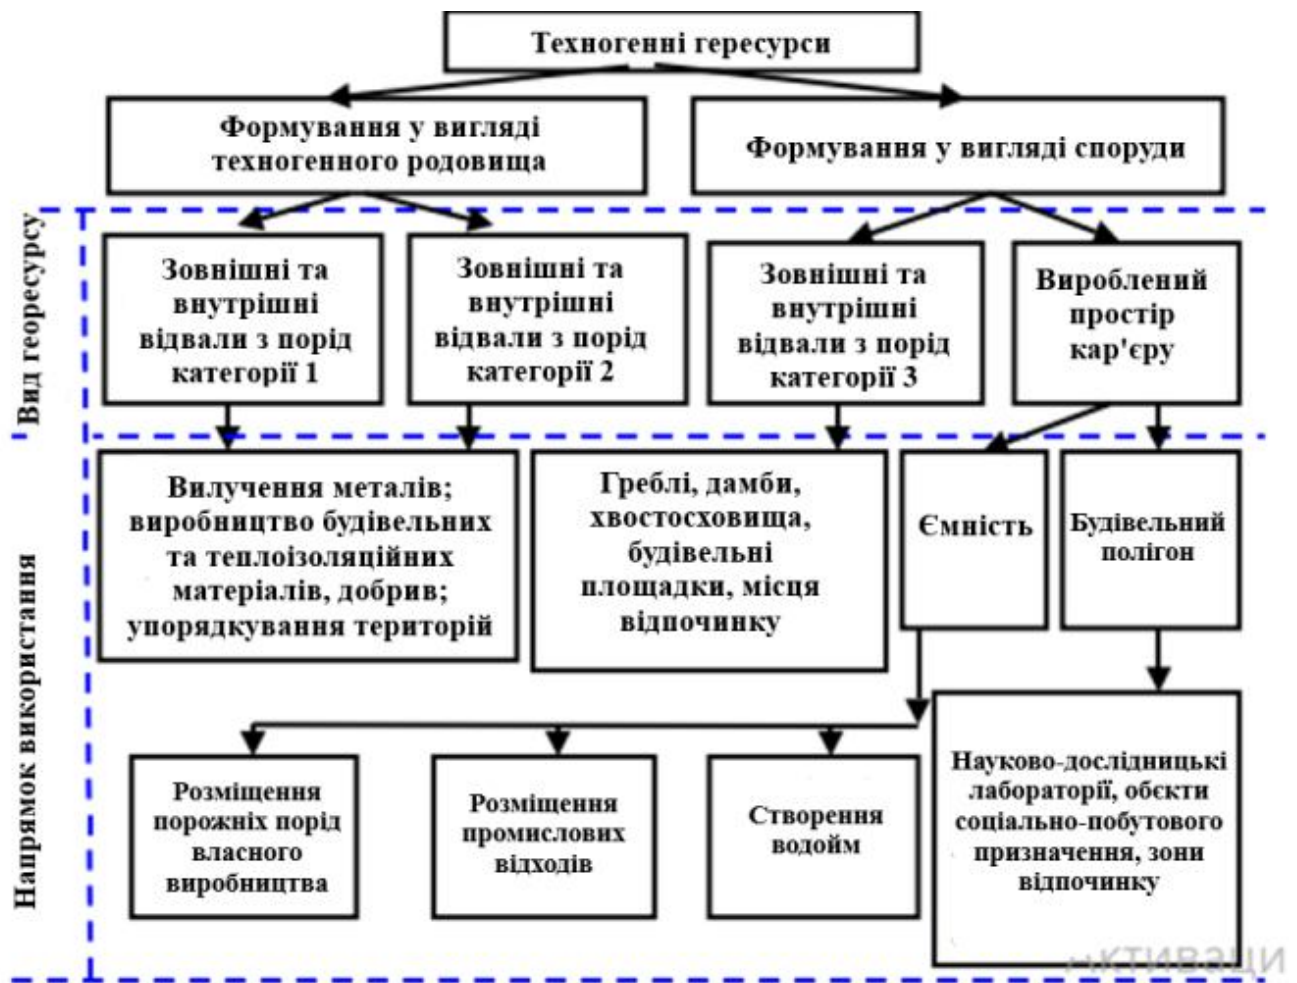 Техногенні гересурси
Формування у вигляді
техногенного родовища
Формування у вигляді споруди
Вид георесурсу
Зовнішні та
внутрішні
відвали з порід
категорії 1
Зовнішні та
внутрішні
відвали з порід
категорії 2
Зовнішні та
внутрішні
відвали з порід
категорії 3
Вироблений
простір
кар'єру
Напрямок використання
Вилучення металів;
виробництво будівельних
та теплоізоляційних
матеріалів, добрив;
упорядкування територій
Греблі, дамби,
хвостосховища,
будівельні
площадки, місця
відпочинку
Ємність
Будівельний
полігон
Розміщення
порожніх порід
власного
виробництва
Розміщення
промислових
відходів
Створення
водойм
Науково-дослідницькі
лабораторії, обєкти
соціально-побутового
призначення, зони
відпочинку